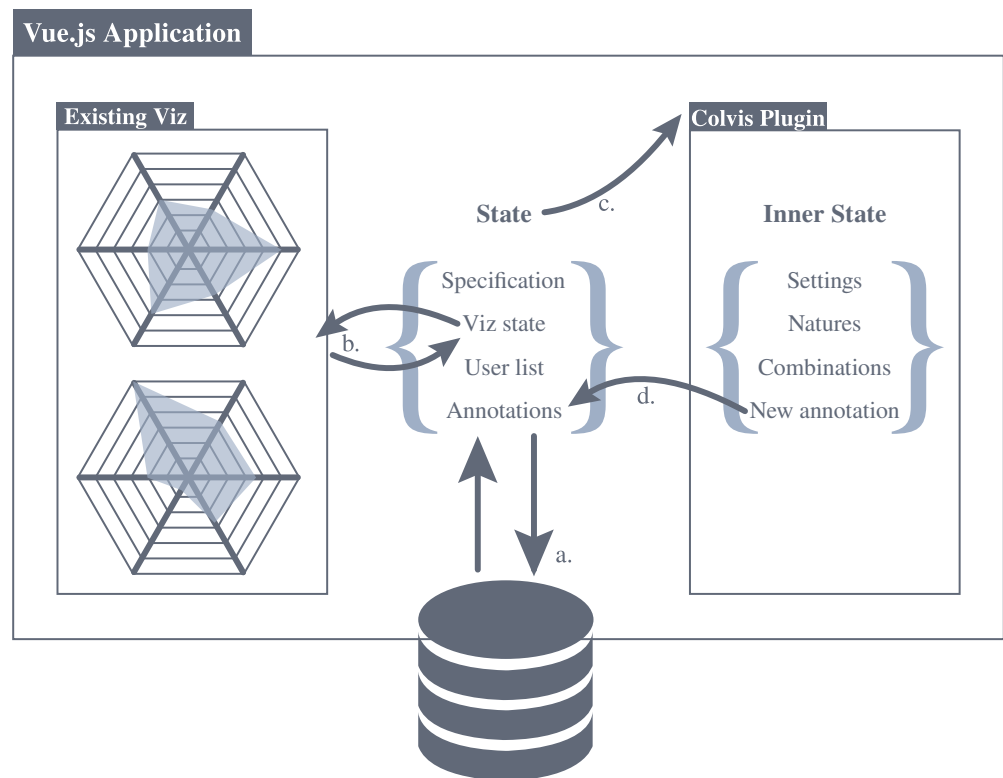 Vue.js Application
Existing Viz
Colvis Plugin
c.
State
Inner State
Specification
Viz state
User list
Annotations
b.
Settings
Natures
Combinations
New annotation
d.
a.